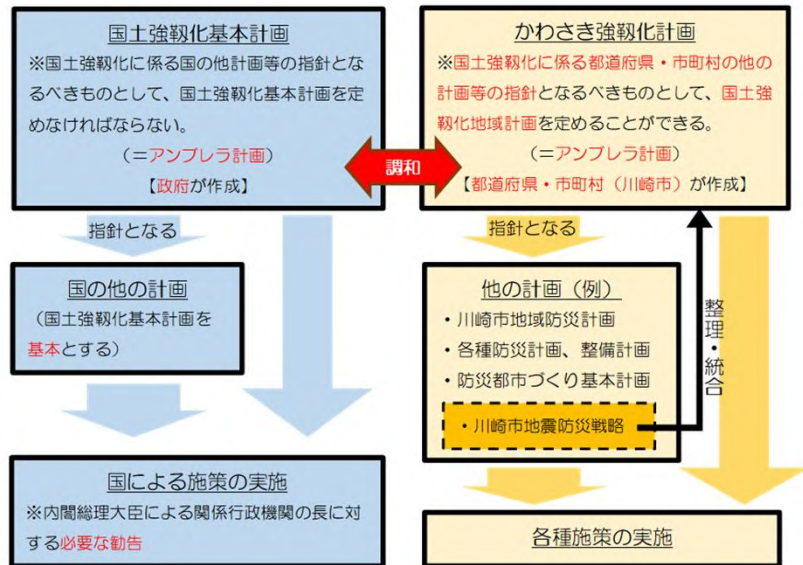 国土強靱化基本計画
※国土強靱化に係る国の他計画等の指針とな
るべきものとして、国土強靱化基本計画を定
めなければならない。
(＝アンブレラ計画)
【政府が作成】
指針となる
国の他の計画
(国土強靱化基本計画を
基本とする)
国による施策の実施
※内閣総理大臣による関係行政機関の長に対
する必要な勧告
調和
かわさき強靱化計画
※国土強靱化に係る都道府県・市町村の他の
計画等の指針となるべきものとして、国土強
靱化地域計画を定めることができる。
(＝アンブレラ計画)
【都道府県・市町村（川崎市）が作成】
指針となる
他の計画（例）
・川崎市地域防災計画
・各種防災計画、整備計画
・防災都市づくり基本計画
・川崎市地震防災戦略
整理・統合
各種施策の実施